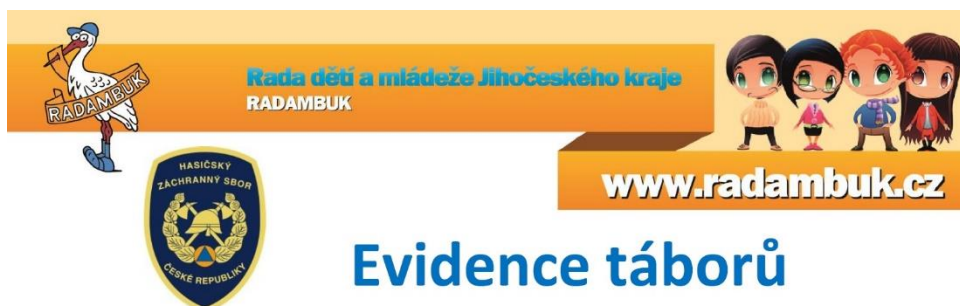 Rada dětí a mládeže Jihočeského kraje
RADAMBUK
RADAMBUK
www.radambuk.cz
HASIČSKÝ
ZÁCHRANNÝ SBOR
ČESKÉ REPUBLIKY
Evidence táborů